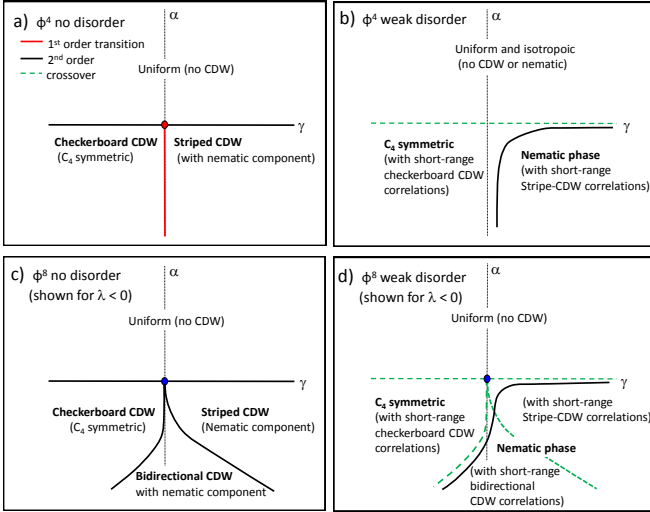 a) ϕ⁴ no disorder
α
1st order transition
2nd order
crossover
Uniform (no CDW)
γ
Checkerboard CDW
(C₄ symmetric)
Striped CDW
(with nematic component)
b) ϕ⁴ weak disorder
α
Uniform and isotropoic
(no CDW or nematic)
γ
C₄ symmetric
(with short-range
checkerboard CDW
correlations)
Nematic phase
(with short-range
Stripe-CDW correlations)
c) ϕ⁸ no disorder
(shown for λ < 0)
α
Uniform (no CDW)
γ
Checkerboard CDW
(C₄ symmetric)
Striped CDW
(Nematic component)
Bidirectional CDW
with nematic component
d) ϕ⁸ weak disorder
(shown for λ < 0)
α
Uniform (no CDW)
γ
C₄ symmetric
(with short-range
checkerboard CDW
correlations)
(with short-range
Stripe-CDW correlations)
Nematic phase
(with short-range
bidirectional
CDW correlations)